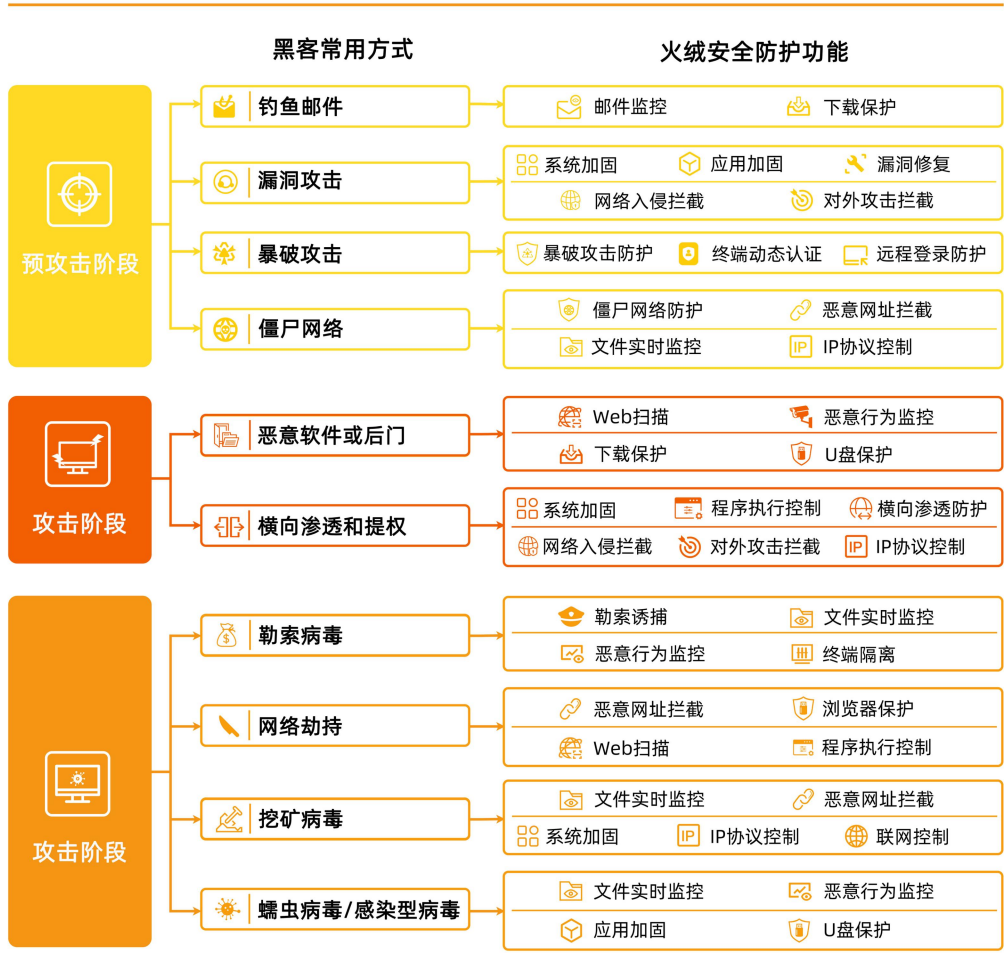 黑客常用方式 火绒安全防护功能
预攻击阶段
钓鱼邮件
邮件监控 下载保护
漏洞攻击
系统加固 应用加固 漏洞修复
网络入侵拦截 对外攻击拦截
暴破攻击
暴破攻击防护 终端动态认证 远程登录防护
僵尸网络
僵尸网络防护 恶意网址拦截
文件实时监控 IP IP协议控制
攻击阶段
恶意软件或后门
Web扫描 恶意行为监控
下载保护 U盘保护
横向渗透和提权
系统加固 程序执行控制 横向渗透防护
网络入侵拦截 对外攻击拦截 IP IP协议控制
攻击阶段
勒索病毒
勒索诱捕 文件实时监控
恶意行为监控 终端隔离
网络劫持
恶意网址拦截 浏览器保护
Web扫描 程序执行控制
挖矿病毒
文件实时监控 恶意网址拦截
系统加固 IP IP协议控制 联网控制
蠕虫病毒/感染型病毒
文件实时监控 恶意行为监控
应用加固 U盘保护